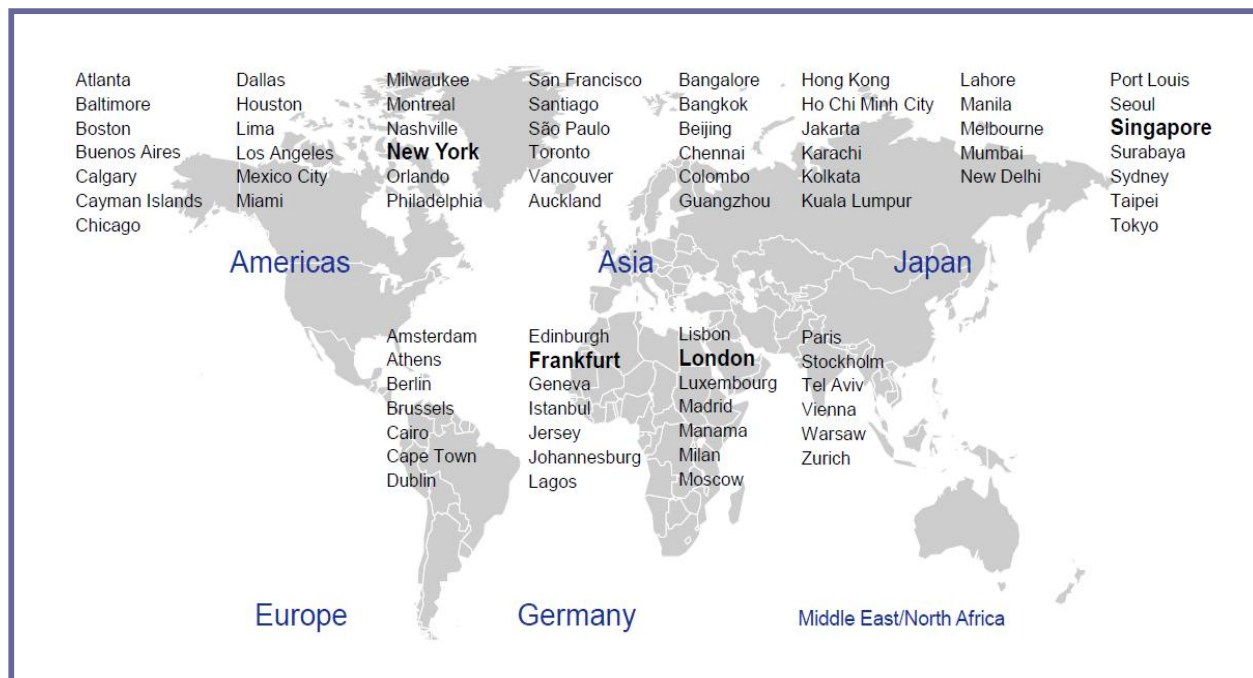 Atlanta
Baltimore
Boston
Buenos Aires
Calgary
Cayman Islands
Chicago
Dallas
Houston
Lima
Los Angeles
Mexico City
Miami
Milwaukee
Montreal
Nashville
New York
Orlando
Philadelphia
San Francisco
Santiago
São Paulo
Toronto
Vancouver
Auckland
Bangalore
Bangkok
Beijing
Chennai
Colombo
Guangzhou
Hong Kong
Ho Chi Minh City
Jakarta
Karachi
Kolkata
Kuala Lumpur
Lahore
Manila
Melbourne
Mumbai
New Delhi
Port Louis
Seoul
Singapore
Surabaya
Sydney
Taipei
Tokyo
Americas
Asia
Japan
Amsterdam
Athens
Berlin
Brussels
Cairo
Cape Town
Dublin
Edinburgh
Frankfurt
Geneva
Istanbul
Jersey
Johannesburg
Lagos
Lisbon
London
Luxembourg
Madrid
Manama
Milan
Moscow
Paris
Stockholm
Tel Aviv
Vienna
Warsaw
Zurich
Europe
Germany
Middle East/North Africa